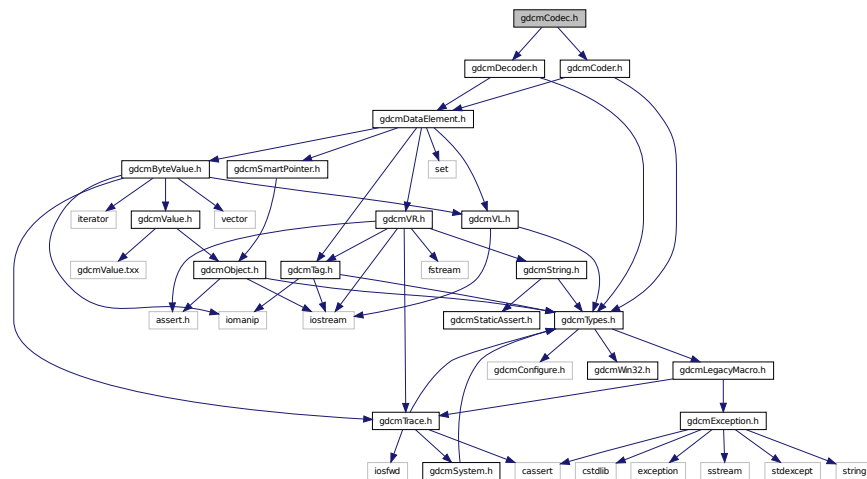 gdcmCodec.h
gdcmDecoder.h
gdcmCoder.h
gdcmDataElement.h
gdcmByteValue.h
gdcmSmartPointer.h
set
iterator
gdcmValue.h
vector
gdcmVR.h
gdcmVL.h
gdcmValue.txx
gdcmObject.h
gdcmTag.h
fstream
gdcmString.h
assert.h
iomanip
iostream
gdcmStaticAssert.h
gdcmTypes.h
gdcmConfigure.h
gdcmWin32.h
gdcmLegacyMacro.h
gdcmTrace.h
gdcmException.h
iosfwd
gdcmSystem.h
cassert
cstdlib
exception
sstream
stdexcept
string